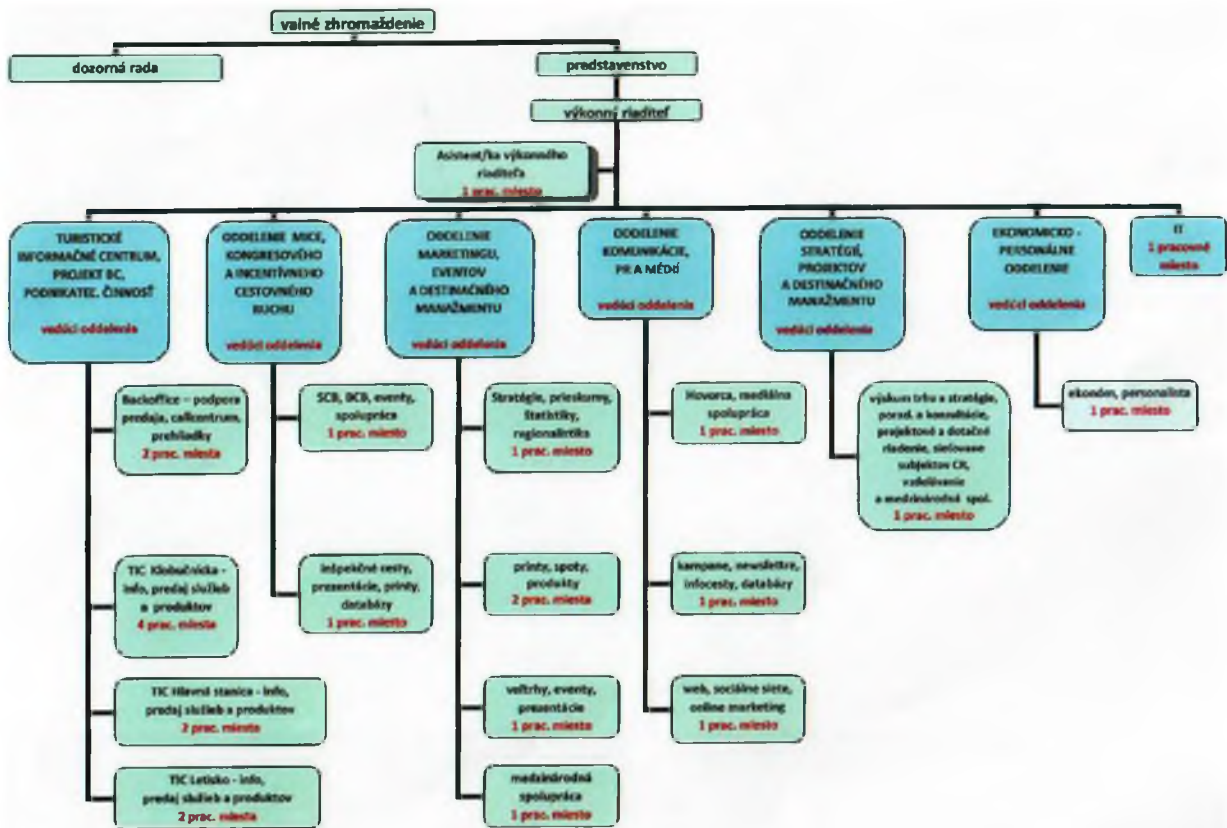 valné zhromaždenie
dozorná rada
predstavenstvo
výkonný riaditeľ
Asistent/ka výkonného
riaditeľa
1 prac. miesto
TURISTICKÉ
INFORMAČNÉ CENTRUM,
PROJEKT BC,
PODNIKATEĽ. ČINNOSŤ
vedúci oddelenia
ODDELENIE MICE,
KONGRESOVÉHO
A INCENTÍVNEHO
CESTOVNÉHO
RUCHU
vedúci oddelenia
ODDELENIE
MARKETINGU,
EVENTOV
A DESTINAČNÉHO
MANAŽMENTU
vedúci oddelenia
ODDELENIE
KOMUNIKÁCIE,
PR A MÉDIÍ
vedúci oddelenia
ODDELENIE
STRATÉGIÍ,
PROJEKTOV
A DESTINAČNÉHO
MANAŽMENTU
vedúci oddelenia
EKONOMICKO -
PERSONÁLNE
ODDELENIE
vedúci oddelenia
IT
1 pracovné
miesto
Backoffice – podpora
predaja, callcentrum,
prehliadky
2 prac. miesta
TIC Klobučnícka -
info, predaj služieb
a produktov
4 prac. miesta
TIC Hlavná stanica - info,
predaj služieb a produktov
2 prac. miesta
TIC Letisko - info,
predaj služieb a produktov
2 prac. miesta
SCB, BCB, eventy,
spolupráca
1 prac. miesto
inšpekčné cesty,
prezentácie, printy,
databázy
1 prac. miesto
Stratégie, prieskumy,
štatistiky,
regionalistika
1 prac. miesto
printy, spoty,
produkty
2 prac. miesta
veľtrhy, eventy,
prezentácie
1 prac. miesto
medzinárodná
spolupráca
1 prac. miesto
Hovorca, mediálna
spolupráca
1 prac. miesto
kampane, newslettre,
infocesty, databázy
1 prac. miesto
web, sociálne siete,
online marketing
1 prac. miesto
výskum trhu a stratégie,
porad. a konzultácie,
projektové a dotačné
riadenie, sieťovanie
subjektov CR,
vzdelávanie
a medzinárodná spol.
1 prac. miesto
ekonóm, personalista
1 prac. miesto